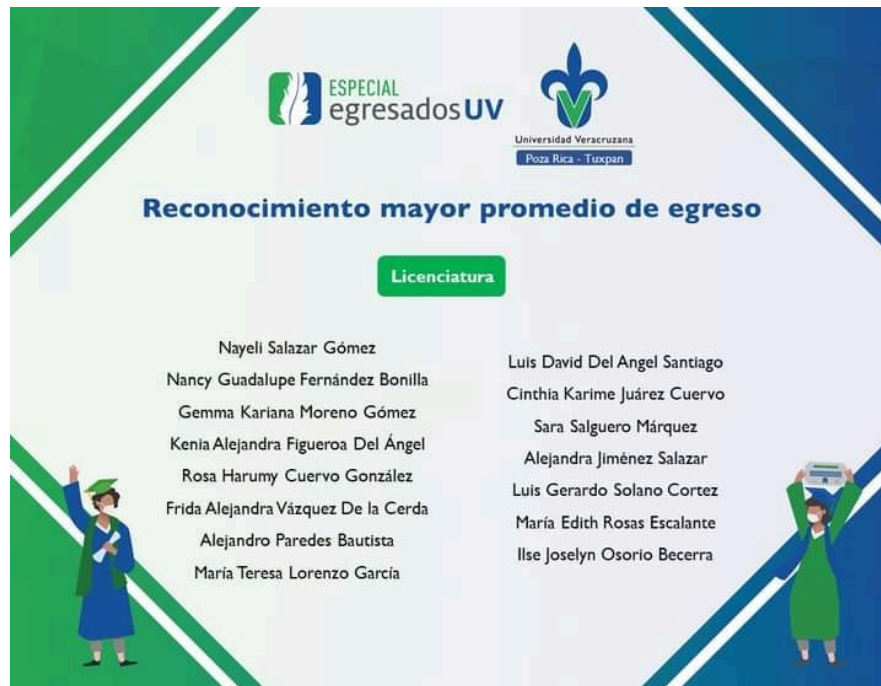 ESPECIAL
egresados UV
Universidad Veracruzana
Poza Rica - Tuxpan
Reconocimiento mayor promedio de egreso
Licenciatura
Nayeli Salazar Gómez
Nancy Guadalupe Fernández Bonilla
Gemma Kariana Moreno Gómez
Kenia Alejandra Figueroa Del Ángel
Rosa Harumy Cuervo González
Frida Alejandra Vázquez De la Cerda
Alejandro Paredes Bautista
María Teresa Lorenzo García
Luis David Del Angel Santiago
Cinthia Karime Juárez Cuervo
Sara Salguero Márquez
Alejandra Jiménez Salazar
Luis Gerardo Solano Cortez
María Edith Rosas Escalante
Ilse Joselyn Osorio Becerra